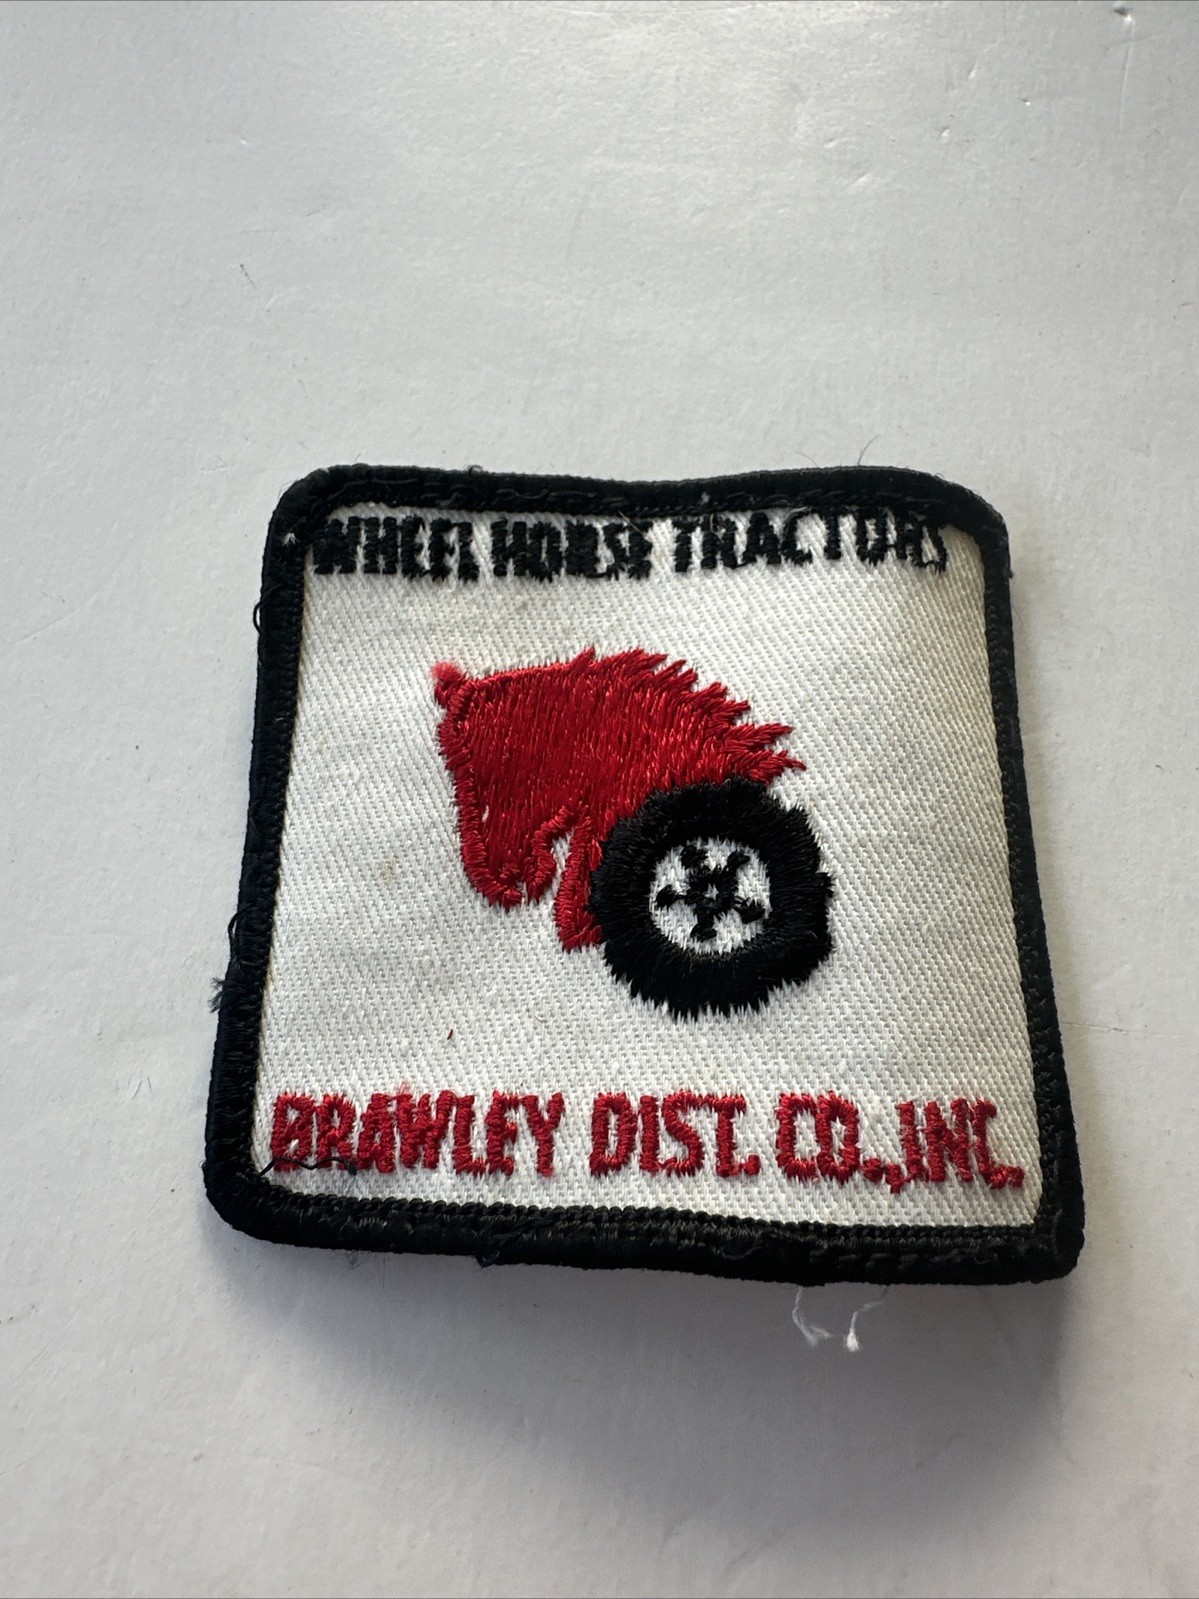 WHEEL HORSE TRACTORS
BRAWLEY DIST. CO., INC.